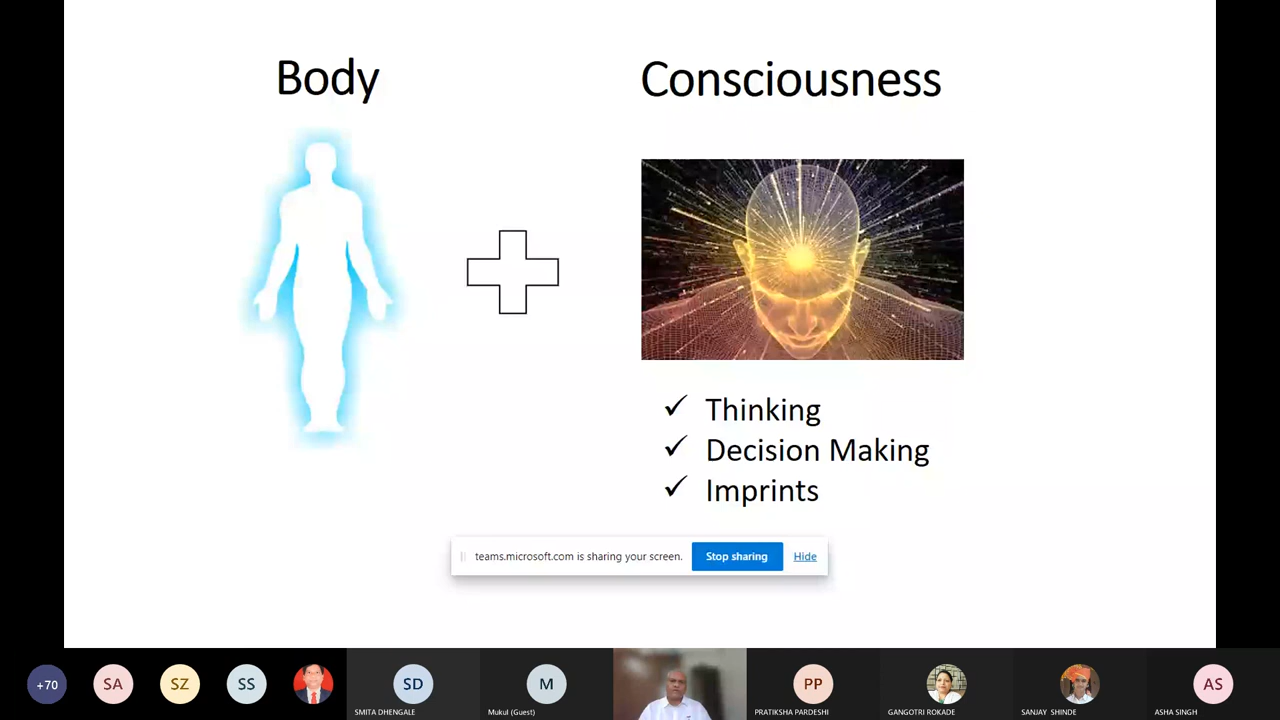 Body
Consciousness
Thinking
Decision Making
Imprints
teams.microsoft.com is sharing your screen.
Stop sharing
Hide
+70
SA
SZ
SS
SD
SMITA DHENGALE
M
Mukul (Guest)
PP
PRATIKSHA PARDESHI
GANGOTRI ROKADE
SANJAY SHINDE
AS
ASHA SINGH